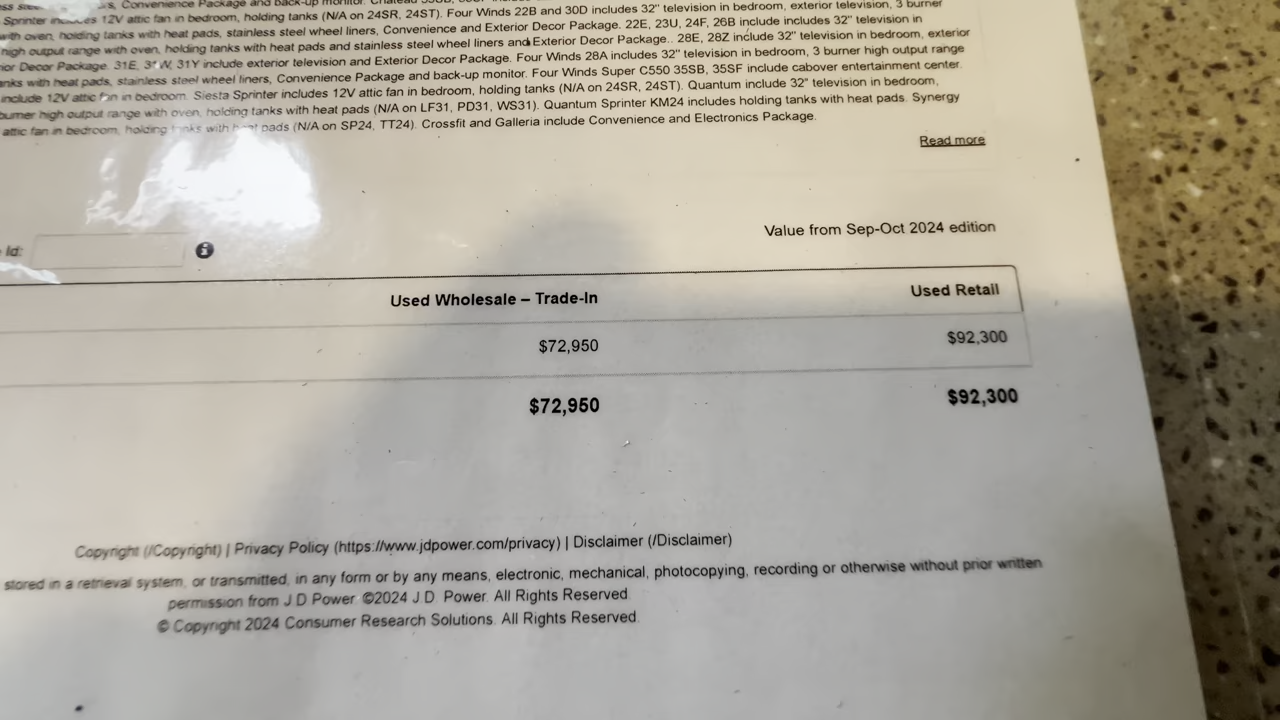 Convenience Package and back-up monitor.
Sprinter includes 12V attic fan in bedroom, holding tanks (N/A on 24SR, 24ST). Four Winds 22B and 30D includes 32" television in bedroom, exterior television, 3 burner
with oven, holding tanks with heat pads, stainless steel wheel liners, Convenience and Exterior Decor Package. 22E, 23U, 24F, 26B include includes 32" television in
high output range with oven, holding tanks with heat pads and stainless steel wheel liners and Exterior Decor Package.. 28E, 28Z include 32" television in bedroom, exterior
ior Decor Package. 31E, 31W, 31Y include exterior television and Exterior Decor Package. Four Winds 28A includes 32" television in bedroom, 3 burner high output range
nks with heat pads, stainless steel wheel liners, Convenience Package and back-up monitor. Four Winds Super C550 35SB, 35SF include cabover entertainment center.
include 12V attic fan in bedroom. Siesta Sprinter includes 12V attic fan in bedroom, holding tanks (N/A on 24SR, 24ST). Quantum include 32" television in bedroom,
burner high output range with oven, holding tanks with heat pads (N/A on LF31, PD31, WS31). Quantum Sprinter KM24 includes holding tanks with heat pads. Synergy
attic fan in bedroom, holding tanks with heat pads (N/A on SP24, TT24). Crossfit and Galleria include Convenience and Electronics Package.
Read more
Value from Sep-Oct 2024 edition
Id:
Used Wholesale – Trade-In Used Retail
$72,950 $92,300
$72,950 $92,300
Copyright (/Copyright) | Privacy Policy (https://www.jdpower.com/privacy) | Disclaimer (/Disclaimer)
stored in a retrieval system, or transmitted, in any form or by any means, electronic, mechanical, photocopying, recording or otherwise without prior written
permission from J D Power ©2024 J D Power. All Rights Reserved
© Copyright 2024 Consumer Research Solutions. All Rights Reserved.